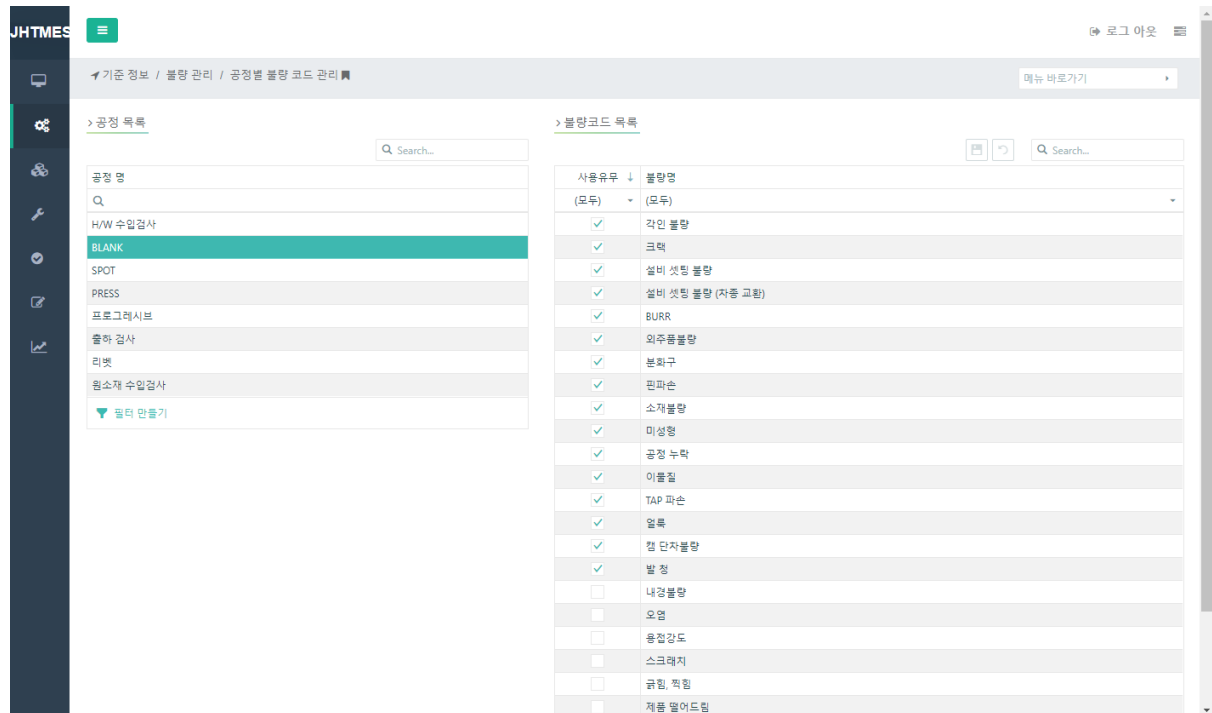 JHTMES
로그 아웃
기준 정보 / 불량 관리 / 공정별 불량 코드 관리
메뉴 바로가기
공정 목록
Search...
공정 명
H/W 수입검사
BLANK
SPOT
PRESS
프로그레시브
출하 검사
리벳
원소재 수입검사
필터 만들기
불량코드 목록
Search...
사용유무 ↓ 불량명
(모두) (모두)
각인 불량
크랙
설비 셋팅 불량
설비 셋팅 불량 (차종 교환)
BURR
외주품불량
분화구
핀파손
소재불량
미성형
공정 누락
이물질
TAP 파손
얼룩
캠 단차불량
발 청
내경불량
오염
용접강도
스크래치
긁힘, 찍힘
제품 떨어드림